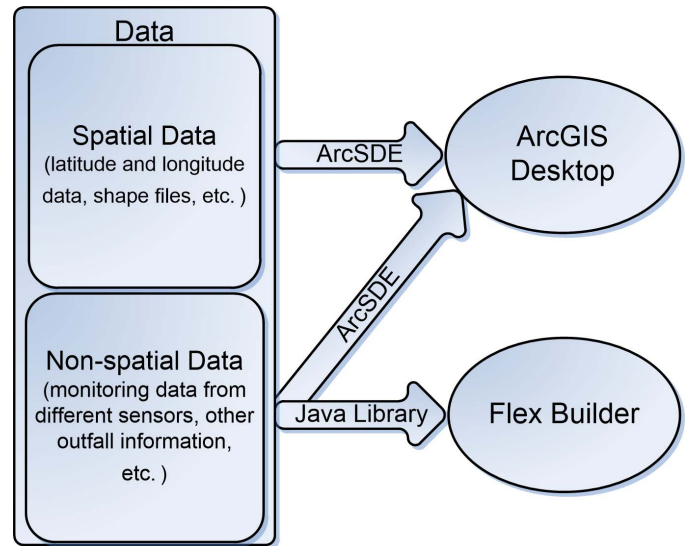 Data
Spatial Data
(latitude and longitude
data, shape files, etc. )
Non-spatial Data
(monitoring data from
different sensors, other
outfall information,
etc. )
ArcSDE
ArcSDE
Java Library
ArcGIS
Desktop
Flex Builder